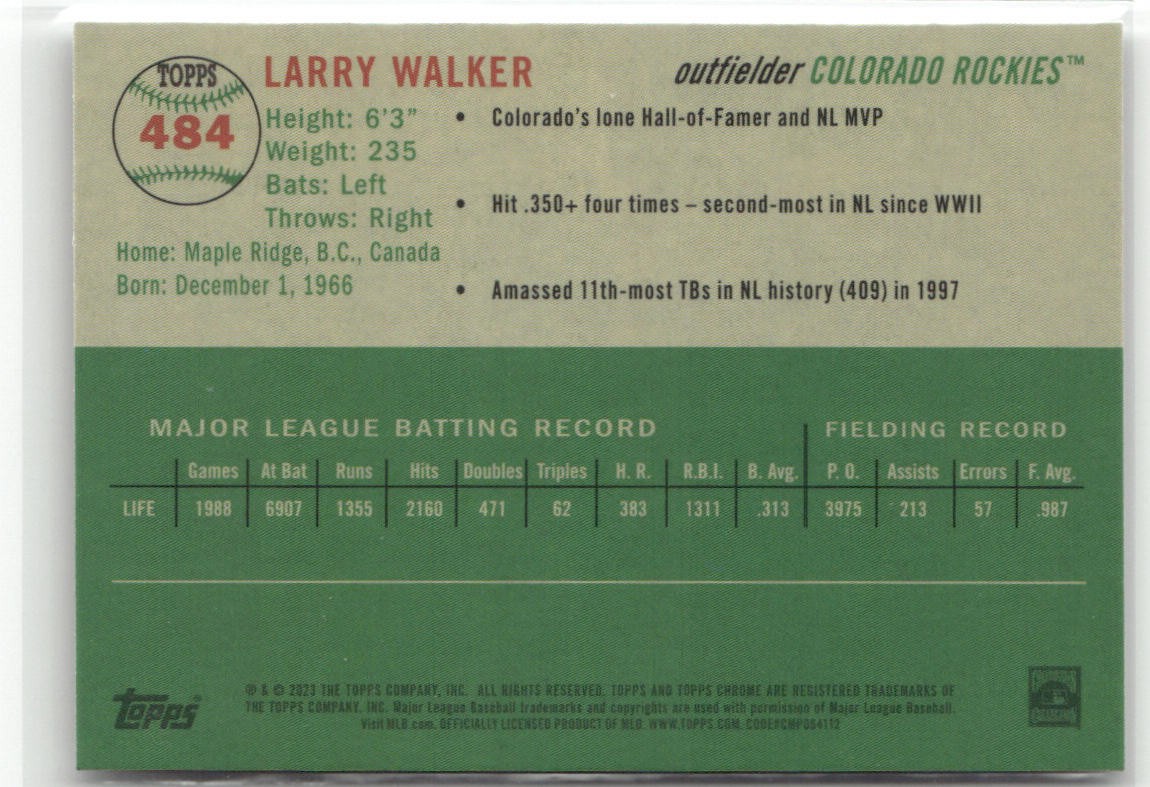 TOPPS
484
LARRY WALKER
outfielder COLORADO ROCKIES™
Height: 6'3"
Weight: 235
Bats: Left
Throws: Right
Home: Maple Ridge, B.C., Canada
Born: December 1, 1966
• Colorado's lone Hall-of-Famer and NL MVP
• Hit .350+ four times – second-most in NL since WWII
• Amassed 11th-most TBs in NL history (409) in 1997
MAJOR LEAGUE BATTING RECORD FIELDING RECORD
Games At Bat Runs Hits Doubles Triples H. R. R.B.I. B. Avg. P. O. Assists Errors F. Avg.
LIFE 1988 6907 1355 2160 471 62 383 1311 .313 3975 213 57 .987
Topps®
® & © 2023 THE TOPPS COMPANY, INC. ALL RIGHTS RESERVED. TOPPS AND TOPPS CHROME ARE REGISTERED TRADEMARKS OF
THE TOPPS COMPANY, INC. Major League Baseball trademarks and copyrights are used with permission of Major League Baseball.
Visit MLB.com. OFFICIALLY LICENSED PRODUCT OF MLB. WWW.TOPPS.COM. CODE#CMP054112